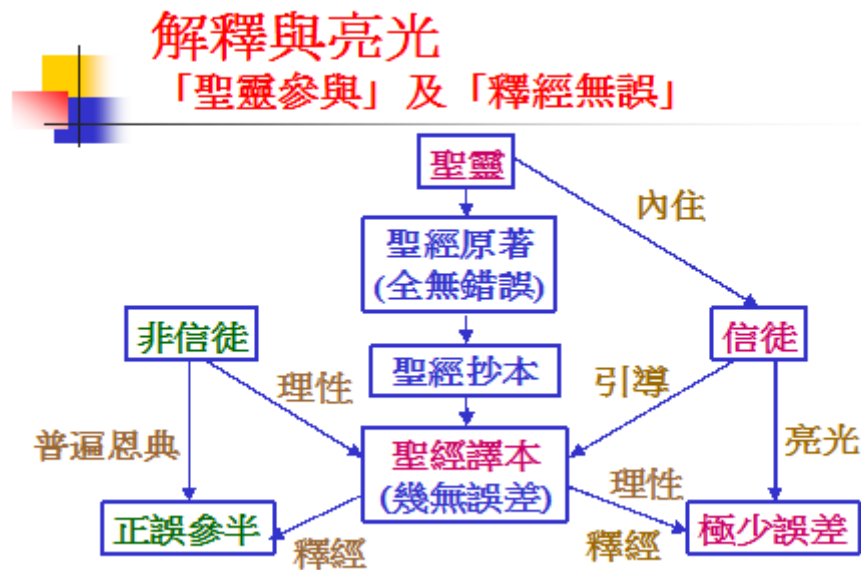 解釋與亮光
「聖靈參與」及「釋經無誤」
聖靈
內住
聖經原著
(全無錯誤)
非信徒
信徒
聖經抄本
理性
引導
普遍恩典
亮光
聖經譯本
(幾無誤差)
理性
正誤參半
釋經
釋經
極少誤差